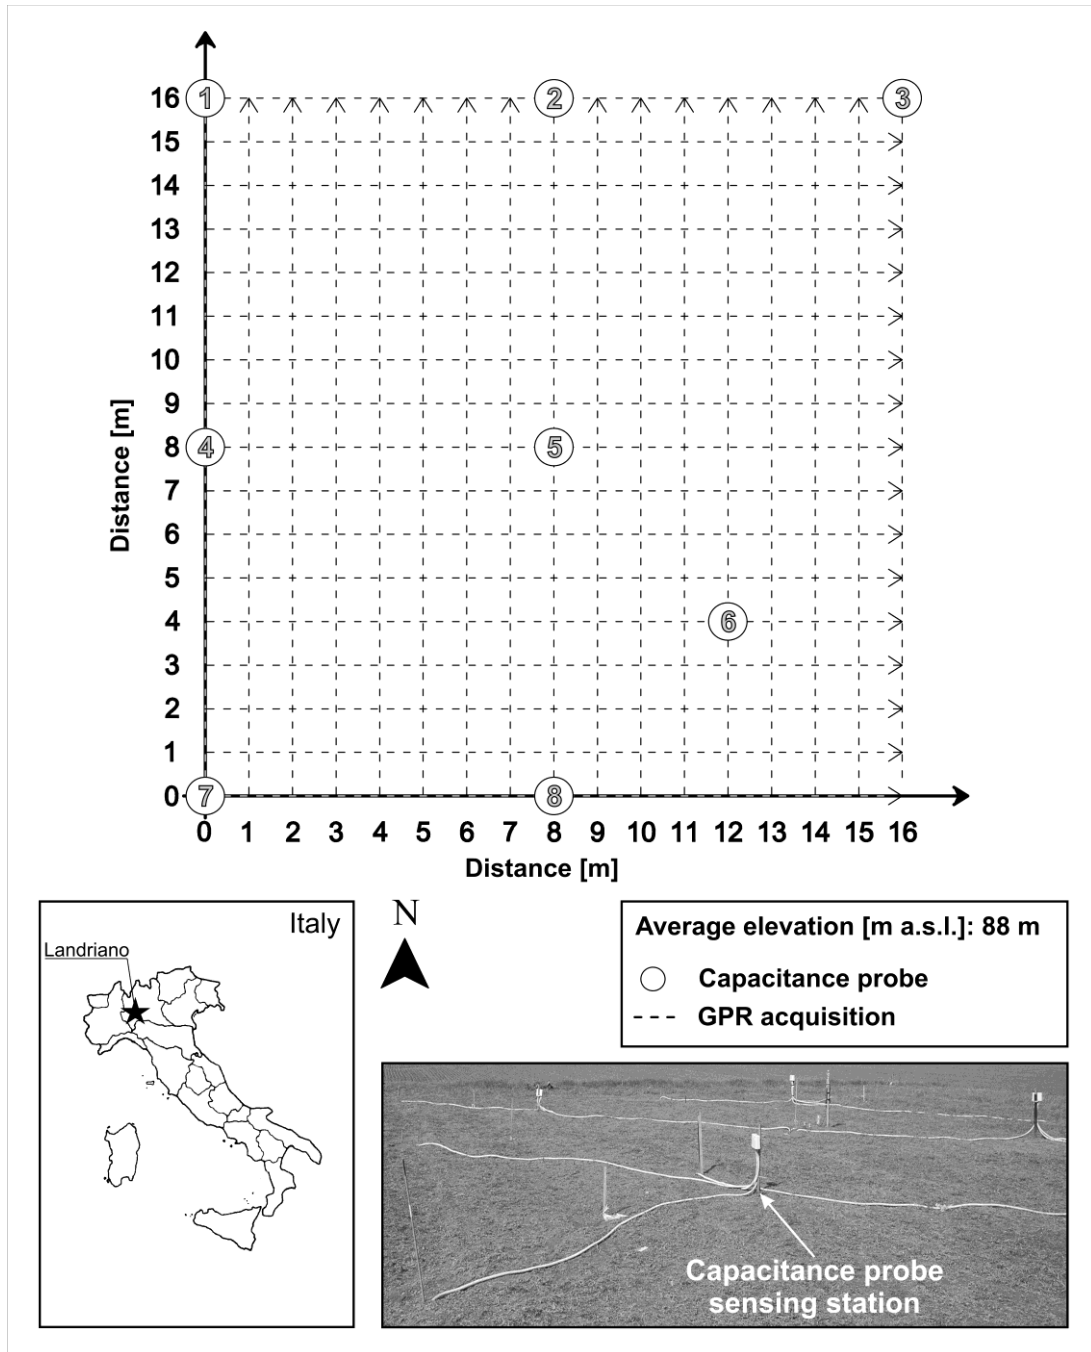 16
1
2
3
15
14
13
12
11
10
9
8
4
5
7
6
5
4
6
3
2
1
0
7
8
0 1 2 3 4 5 6 7 8 9 10 11 12 13 14 15 16
Distance [m]
Distance [m]
Italy
Landriano
N
Average elevation [m a.s.l.]: 88 m
Capacitance probe
GPR acquisition
Capacitance probe
sensing station